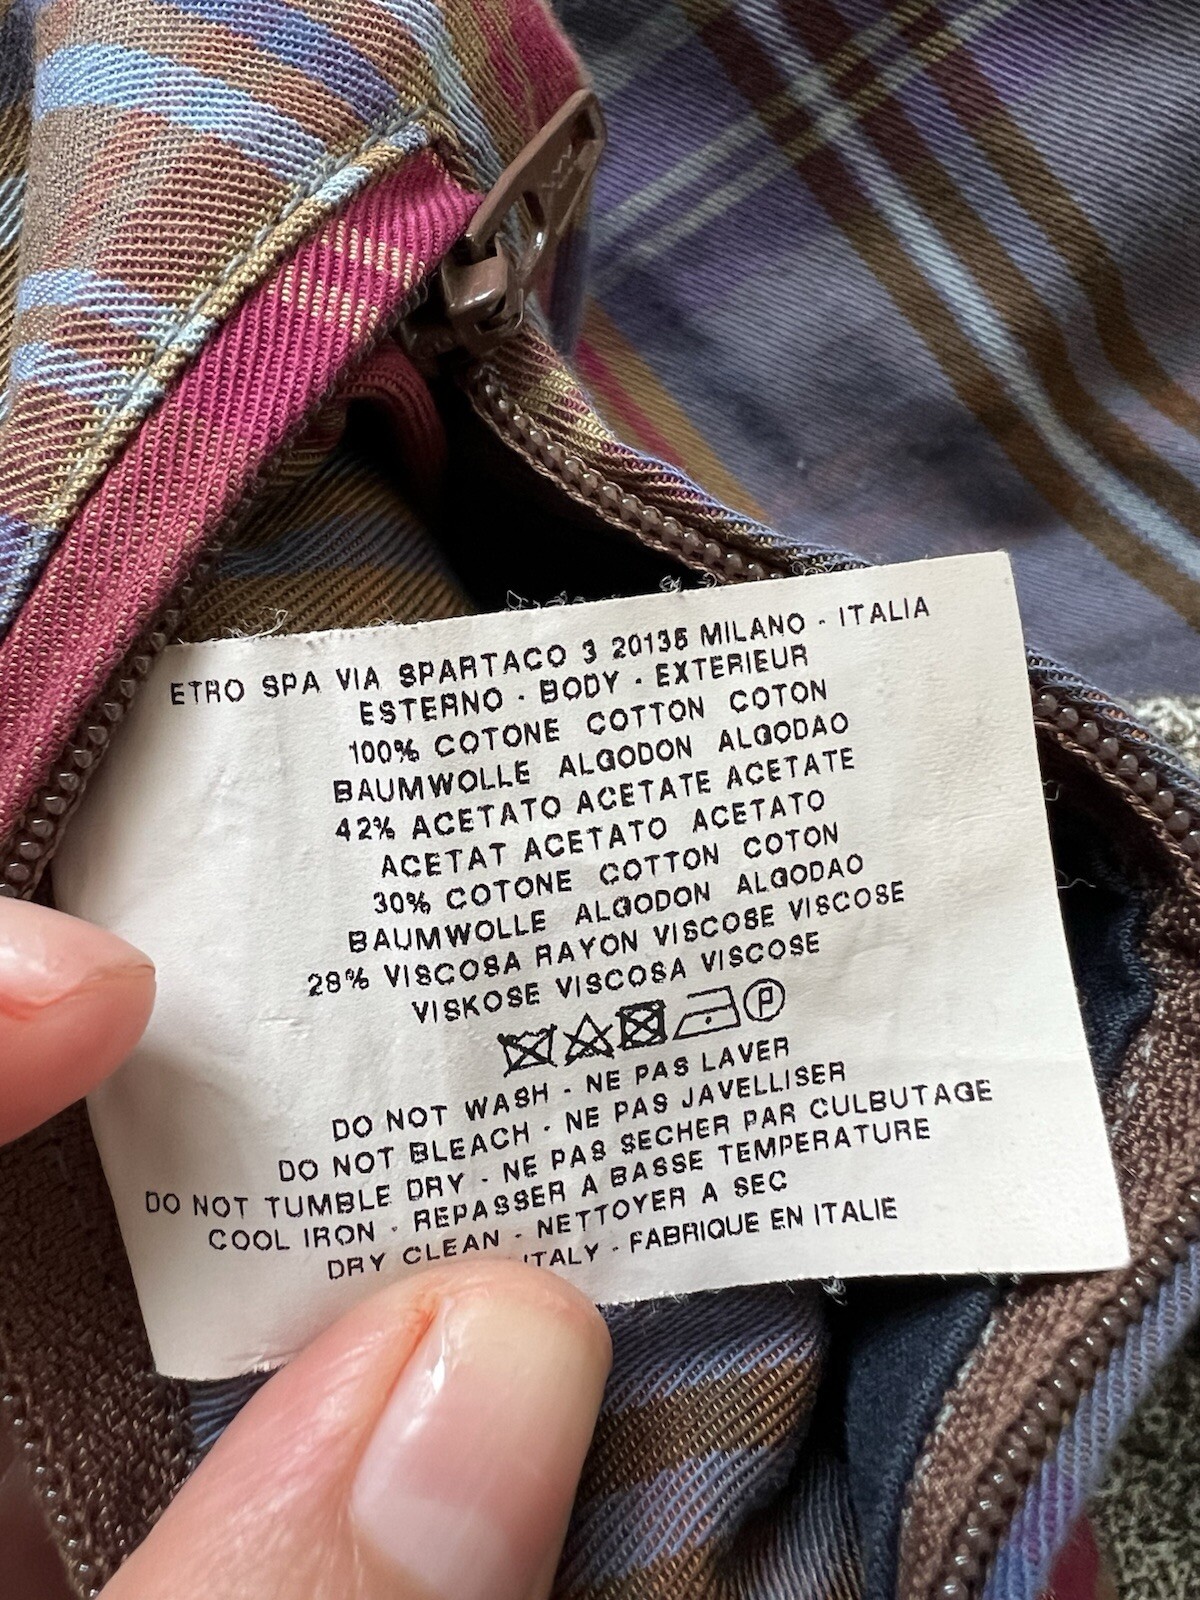 ETRO SPA VIA SPARTACO 3 20135 MILANO - ITALIA
ESTERNO - BODY - EXTERIEUR
100% COTONE COTTON COTON
BAUMWOLLE ALGODON ALGODAO
42% ACETATO ACETATE ACETATE
ACETAT ACETATO ACETATO
30% COTONE COTTON COTON
BAUMWOLLE ALGODON ALGODAO
28% VISCOSA RAYON VISCOSE VISCOSE
VISKOSE VISCOSA VISCOSE
P
DO NOT WASH - NE PAS LAVER
DO NOT BLEACH - NE PAS JAVELLISER
DO NOT TUMBLE DRY - NE PAS SECHER PAR CULBUTAGE
COOL IRON - REPASSER A BASSE TEMPERATURE
DRY CLEAN - NETTOYER A SEC
ITALY - FABRIQUE EN ITALIE